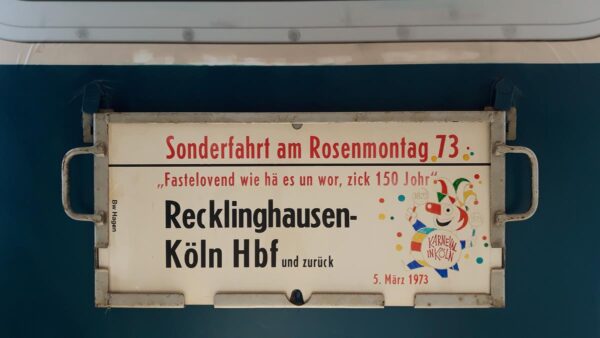 Sonderfahrt am Rosenmontag 73
„Fastelovend wie hä es un wor, zick 150 Johr“
Recklinghausen-
Köln Hbf und zurück
1823
KARNEVAL
IN KÖLN
5. März 1973
Bw Hagen